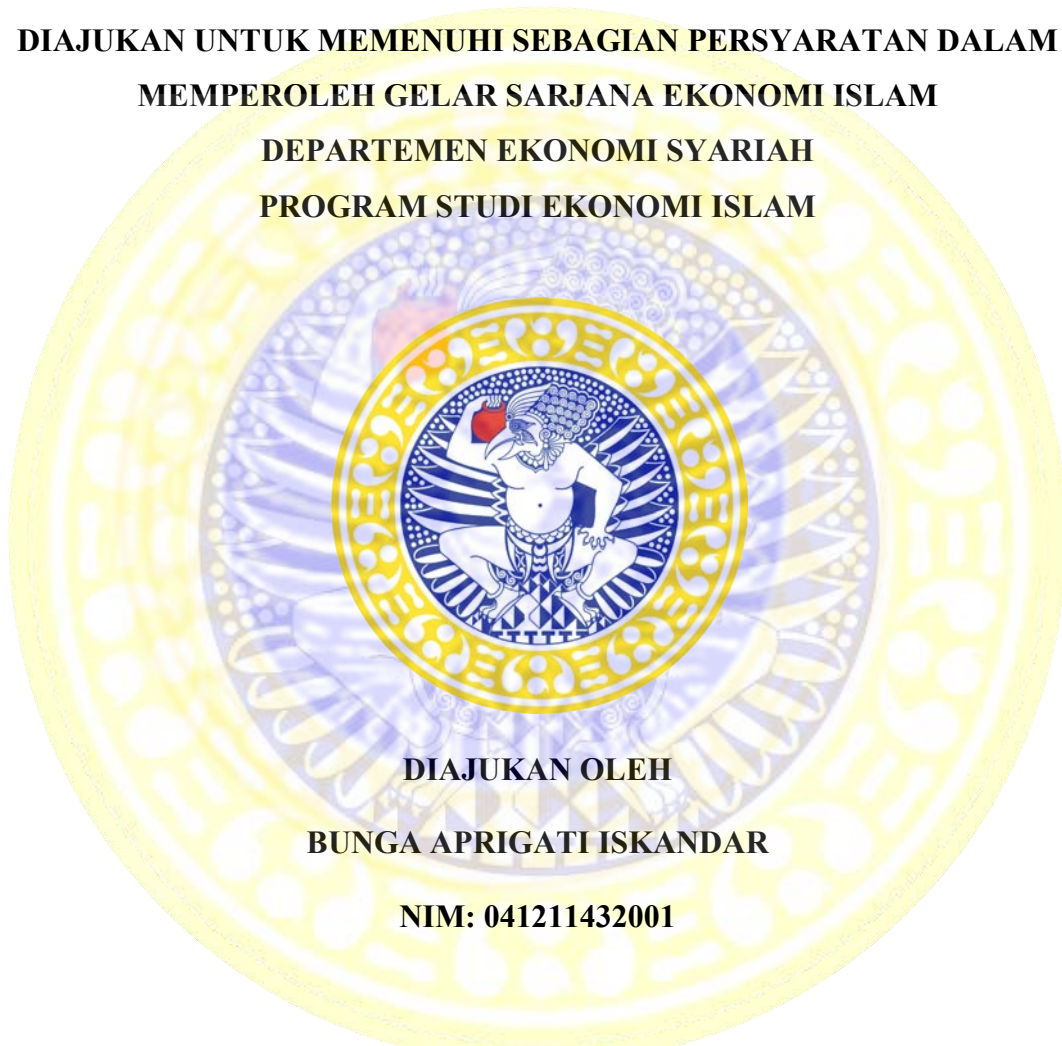 DIAJUKAN UNTUK MEMENUHI SEBAGIAN PERSYARATAN DALAM
MEMPEROLEH GELAR SARJANA EKONOMI ISLAM
DEPARTEMEN EKONOMI SYARIAH
PROGRAM STUDI EKONOMI ISLAM
DIAJUKAN OLEH
BUNGA APRIGATI ISKANDAR
NIM: 041211432001